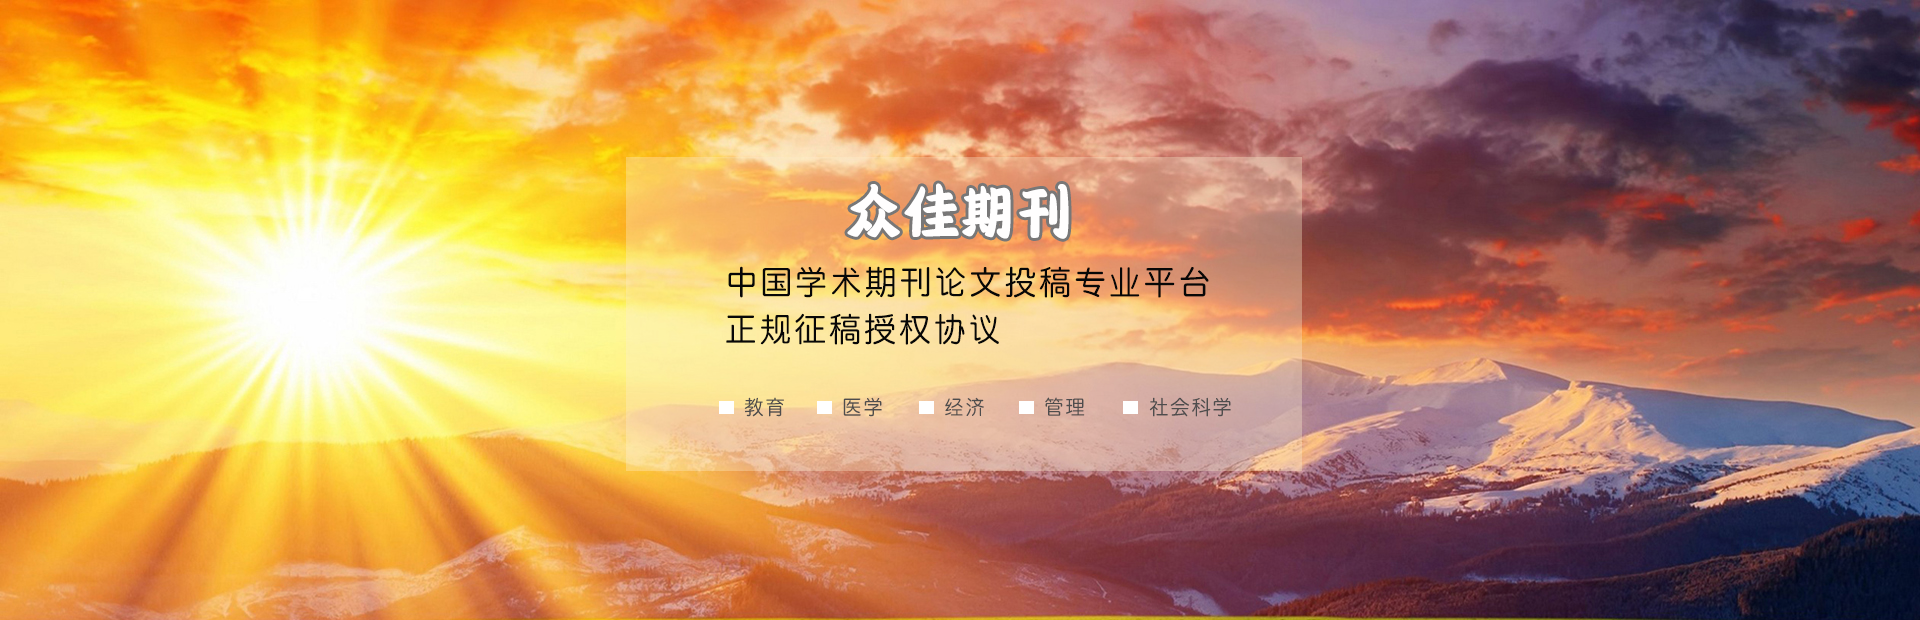 众佳期刊
中国学术期刊论文投稿专业平台
正规征稿授权协议
教育 医学 经济 管理 社会科学